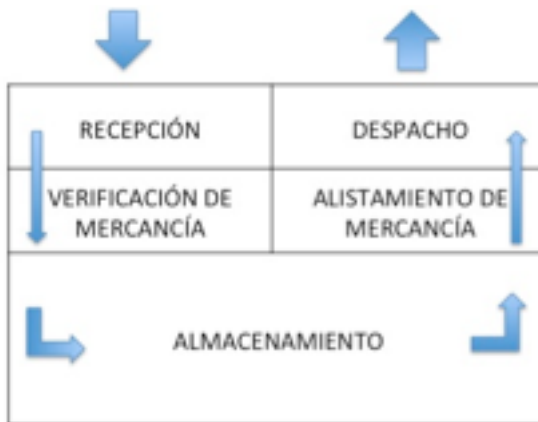 RECEPCIÓN
DESPACHO
VERIFICACIÓN DE
MERCANCÍA
ALISTAMIENTO DE
MERCANCÍA
ALMACENAMIENTO